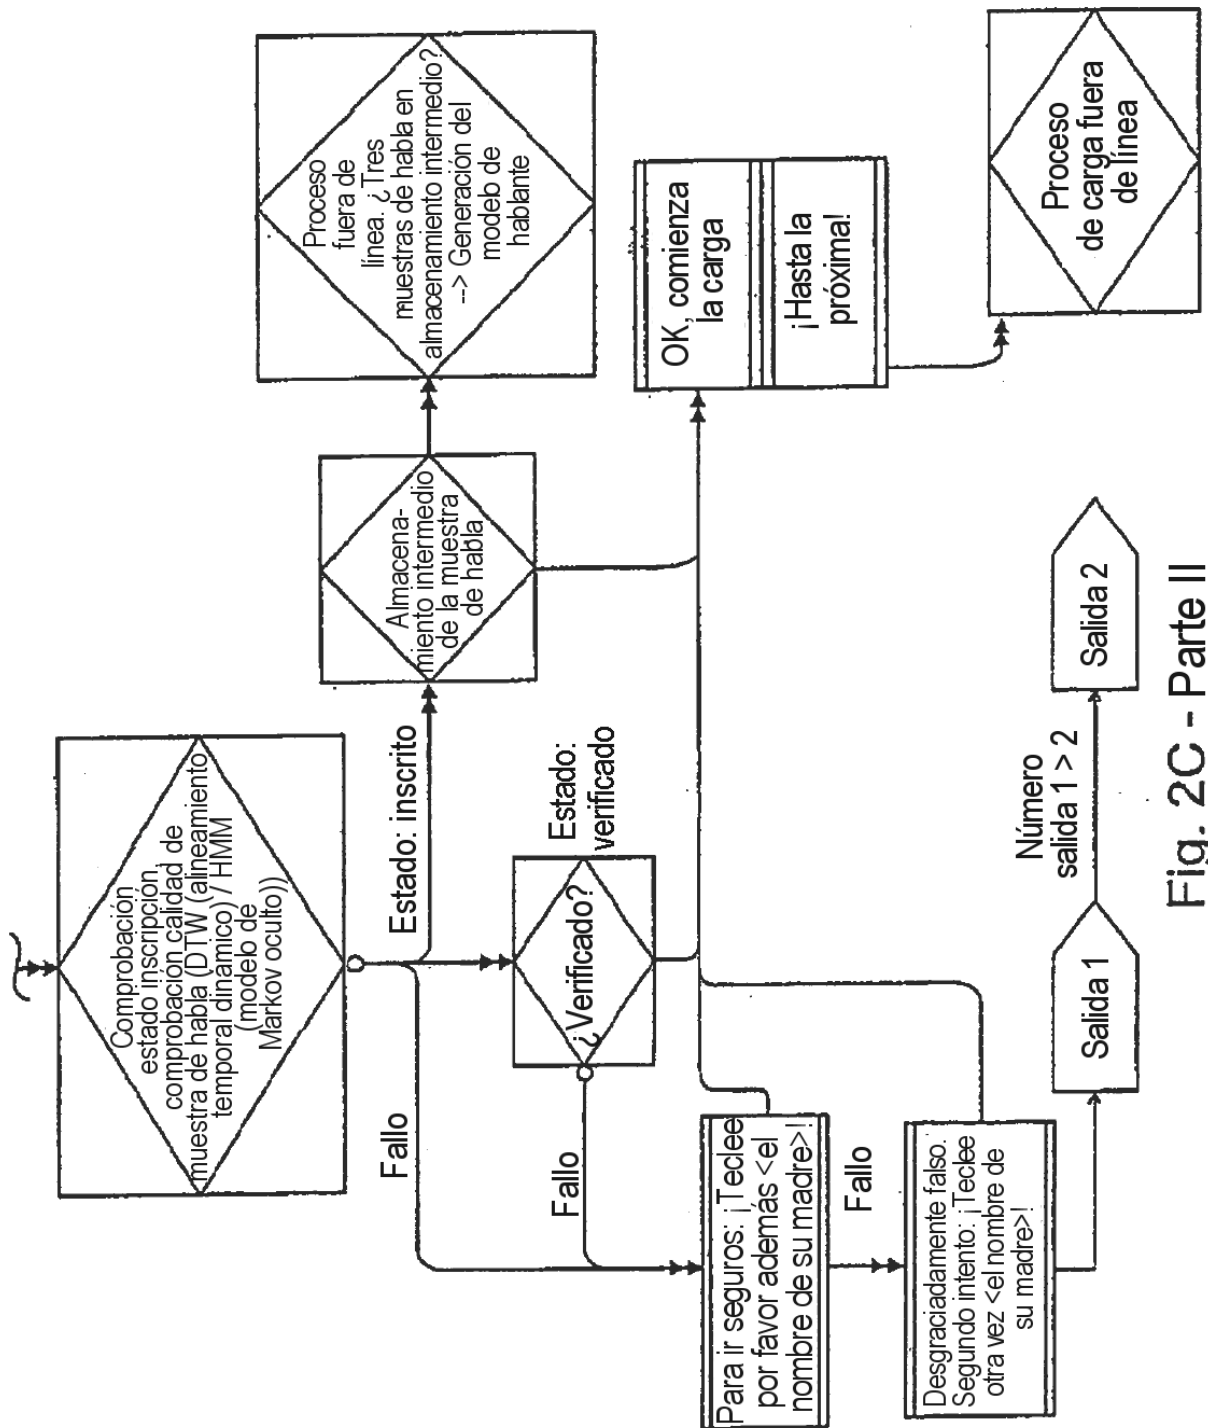 Comprobación
estado inscripción,
comprobación calidad de
muestra de habla (DTW (alineamiento
temporal dinámico) / HMM
(modelo de
Markov oculto))
Fallo
Estado: inscrito
Almacena-
miento intermedio
de la muestra
de habla
Proceso
fuera de
línea. ¿Tres
muestras de habla en
almacenamiento intermedio?
--> Generación del
modelo de
hablante
¿Verificado?
Estado:
verificado
Fallo
Para ir seguros: ¡Teclee
por favor además <el
nombre de su madre>!
OK, comienza
la carga
¡Hasta la
próxima!
Fallo
Desgraciadamente falso.
Segundo intento: ¡Teclee
otra vez <el nombre de
su madre>!
Proceso
de carga fuera
de línea
Salida 1
Número
salida 1 > 2
Salida 2
Fig. 2C - Parte II